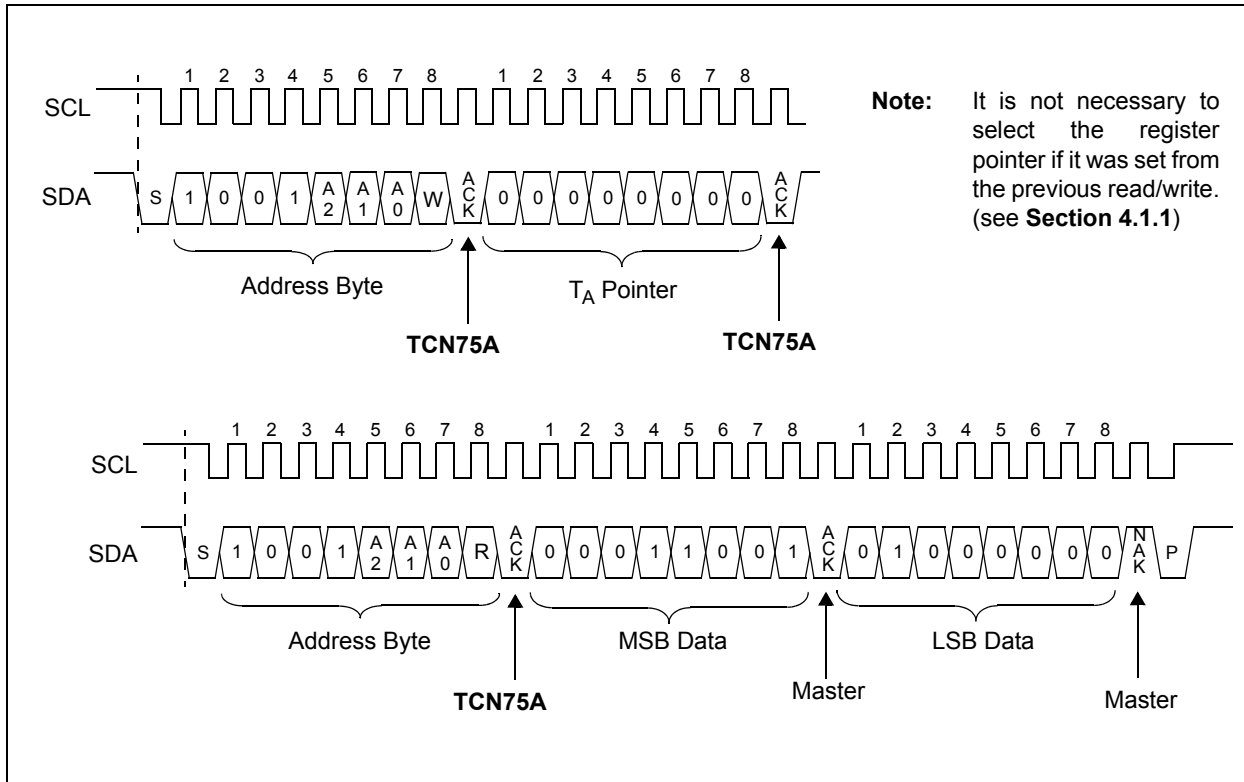 1 2 3 4 5 6 7 8 1 2 3 4 5 6 7 8
SCL
SDA S 1 0 0 1 A2 A1 A0 W ACK 0 0 0 0 0 0 0 0 ACK
Address Byte TA Pointer
TCN75A TCN75A
Note: It is not necessary to
select the register
pointer if it was set from
the previous read/write.
(see Section 4.1.1)
1 2 3 4 5 6 7 8 1 2 3 4 5 6 7 8 1 2 3 4 5 6 7 8
SCL
SDA S 1 0 0 1 A2 A1 A0 R ACK 0 0 0 1 1 0 0 1 ACK 0 1 0 0 0 0 0 0 NAK P
Address Byte MSB Data LSB Data
TCN75A Master Master